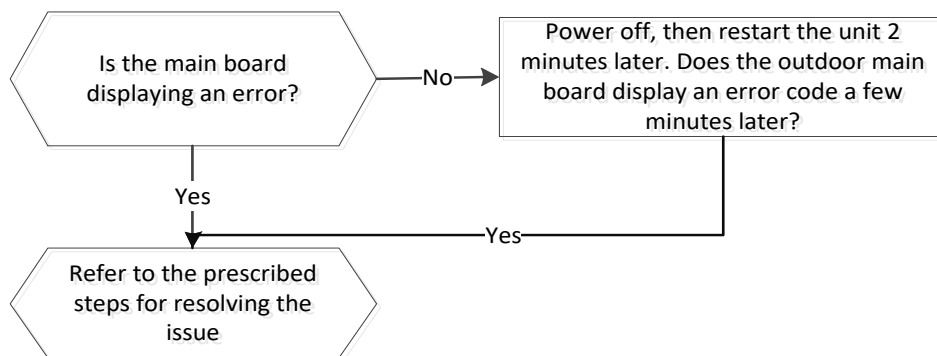 Is the main board
displaying an error?
No
Power off, then restart the unit 2
minutes later. Does the outdoor main
board display an error code a few
minutes later?
Yes
Yes
Refer to the prescribed
steps for resolving the
issue